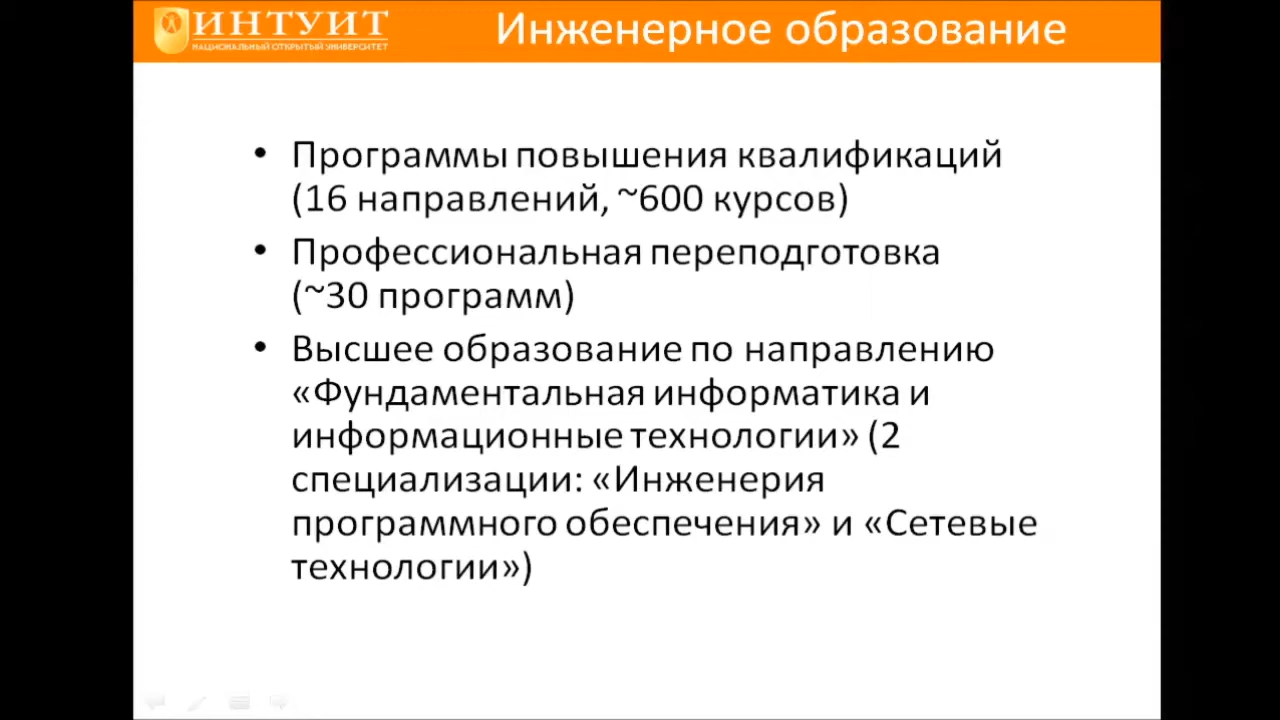 ИНТУИТ
НАЦИОНАЛЬНЫЙ ОТКРЫТЫЙ УНИВЕРСИТЕТ
Инженерное образование
• Программы повышения квалификаций
(16 направлений, ~600 курсов)
• Профессиональная переподготовка
(~30 программ)
• Высшее образование по направлению
«Фундаментальная информатика и
информационные технологии» (2
специализации: «Инженерия
программного обеспечения» и «Сетевые
технологии»)